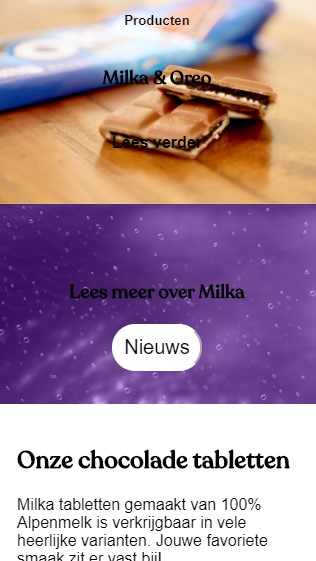 Producten
Milka & Oreo
Lees verder
Lees meer over Milka
Nieuws
Onze chocolade tabletten
Milka tabletten gemaakt van 100%
Alpenmelk is verkrijgbaar in vele
heerlijke varianten. Jouw favoriete
smaak zit er vast bij!